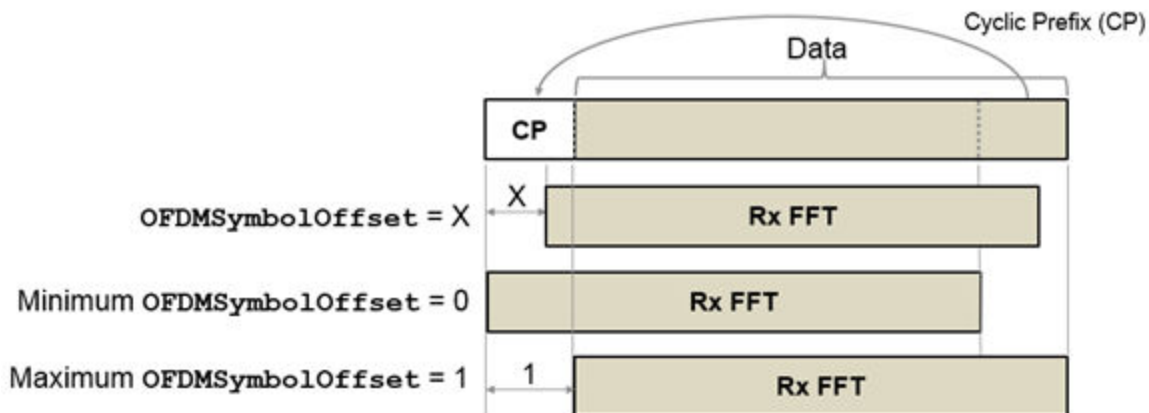 Cyclic Prefix (CP)
Data
CP
X
OFDMSymbolOffset = X
Rx FFT
Minimum OFDMSymbolOffset = 0
Rx FFT
Maximum OFDMSymbolOffset = 1
1
Rx FFT